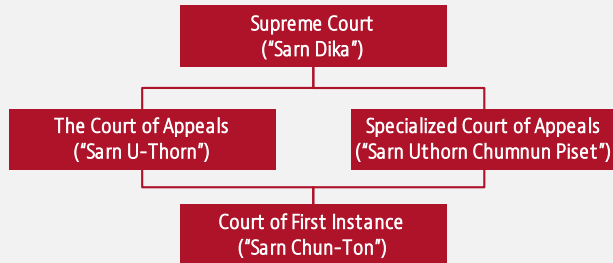 Supreme Court
(“Sarn Dika”)
The Court of Appeals
(“Sarn U-Thorn”)
Specialized Court of Appeals
(“Sarn Uthorn Chumnun Piset”)
Court of First Instance
(“Sarn Chun-Ton”)